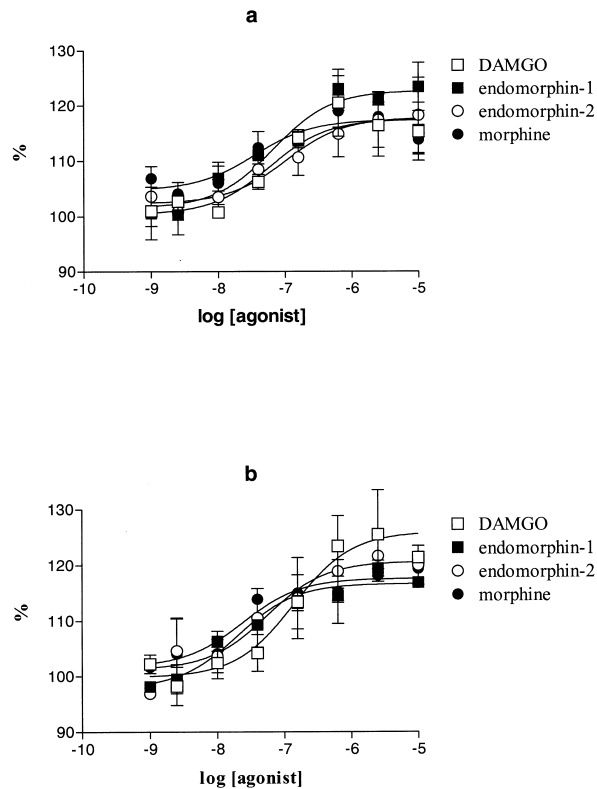 a
130
120
110
100
90
%
-10 -9 -8 -7 -6 -5
log [agonist]
DAMGO
endomorphin-1
endomorphin-2
morphine
b
130
120
110
100
90
%
-10 -9 -8 -7 -6 -5
log [agonist]
DAMGO
endomorphin-1
endomorphin-2
morphine